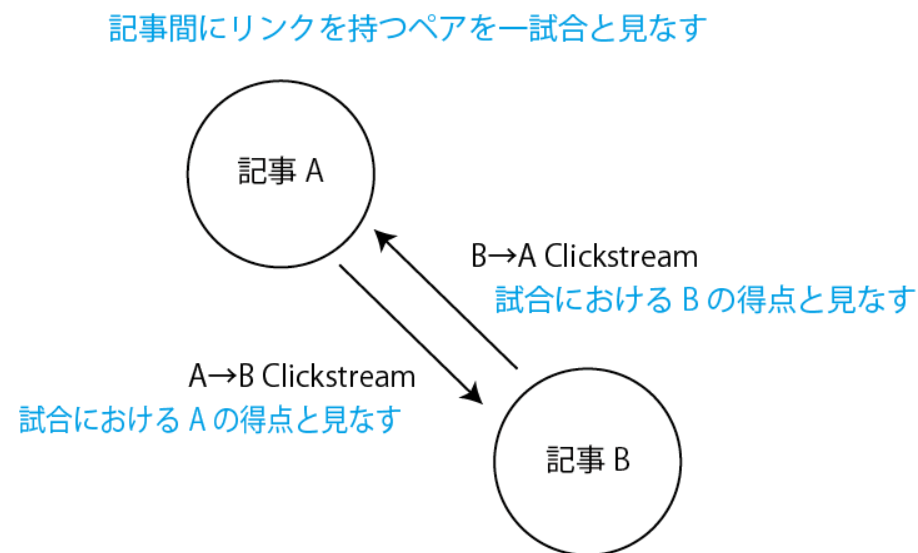 記事間にリンクを持つペアを一試合と見なす
記事 A
B→A Clickstream
試合における B の得点と見なす
A→B Clickstream
試合における A の得点と見なす
記事 B